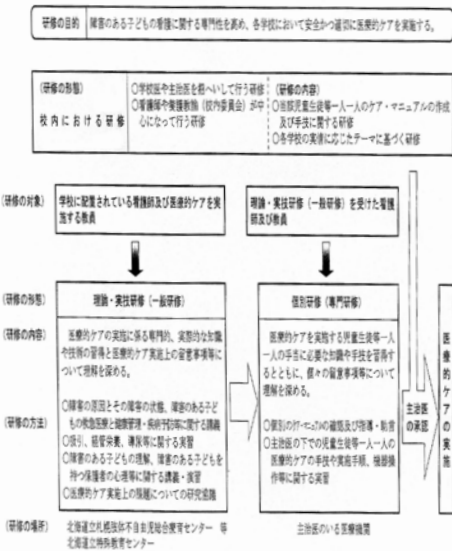 研修の目的
障害のある子どもの看護に関する専門性を高め、各学校において安全かつ適切に医療的ケアを実施する。
(研修の形態)
校内における研修
○学校医や主治医を招へいして行う研修
○看護師や養護教諭(校内委員会)が中
心になって行う研修
(研修の内容)
○当該児童生徒等一人一人のケア・マニュアルの作成
及び手技に関する研修
○各学校の実情に応じたテーマに基づく研修
(研修の対象)
学校に配置されている看護師及び医療的ケアを実
施する教員
理論・実技研修(一般研修)を受けた看護
師及び教員
(研修の形態)
理論・実技研修(一般研修)
個別研修(専門研修)
(研修の内容)
医療的ケアの実施に係る専門的、実際的な知識
や技術の習得と医療的ケア実施上の留意事項等に
ついて理解を深める。
医療的ケアを実施する児童生徒等一人
一人の手当に必要な知識や手技を習得す
るとともに、個々の留意事項等について
理解を深める。
(研修の方法)
○障害の原因とその障害の状態、障害のある子ど
もの救急医療と健康管理・疾病予防等に関する講義
○吸引、経管栄養、導尿等に関する実習
○障害のある子どもの理解、障害のある子どもを
持つ保護者の心理等に関する講義・演習
○医療的ケア実施上の課題についての研究協議
○個別のケア・マニュアルの確認及び指導・助言
○主治医の下での児童生徒等一人一人の
医療的ケアの手技や実施手順、機器操
作等に関する実習
主治医
の承認
医療的ケアの実施
(研修の場所)
北海道立札幌肢体不自由児総合療育センター 等
北海道立特殊教育センター
主治医のいる医療機関